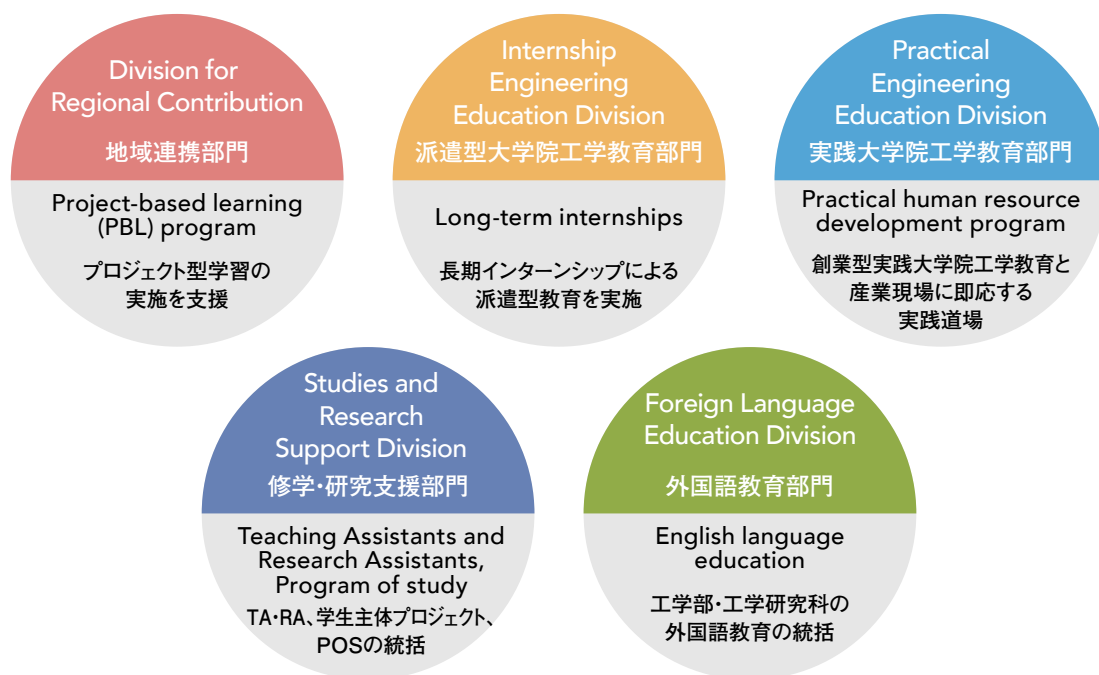 Division for
Regional Contribution
地域連携部門
Project-based learning
(PBL) program
プロジェクト型学習の
実施を支援
Internship
Engineering
Education Division
派遣型大学院工学教育部門
Long-term internships
長期インターンシップによる
派遣型教育を実施
Practical
Engineering
Education Division
実践大学院工学教育部門
Practical human resource
development program
創業型実践大学院工学教育と
産業現場に即応する
実践道場
Studies and
Research
Support Division
修学・研究支援部門
Teaching Assistants and
Research Assistants,
Program of study
TA・RA、学生主体プロジェクト、
POSの統括
Foreign Language
Education Division
外国語教育部門
English language
education
工学部・工学研究科の
外国語教育の統括